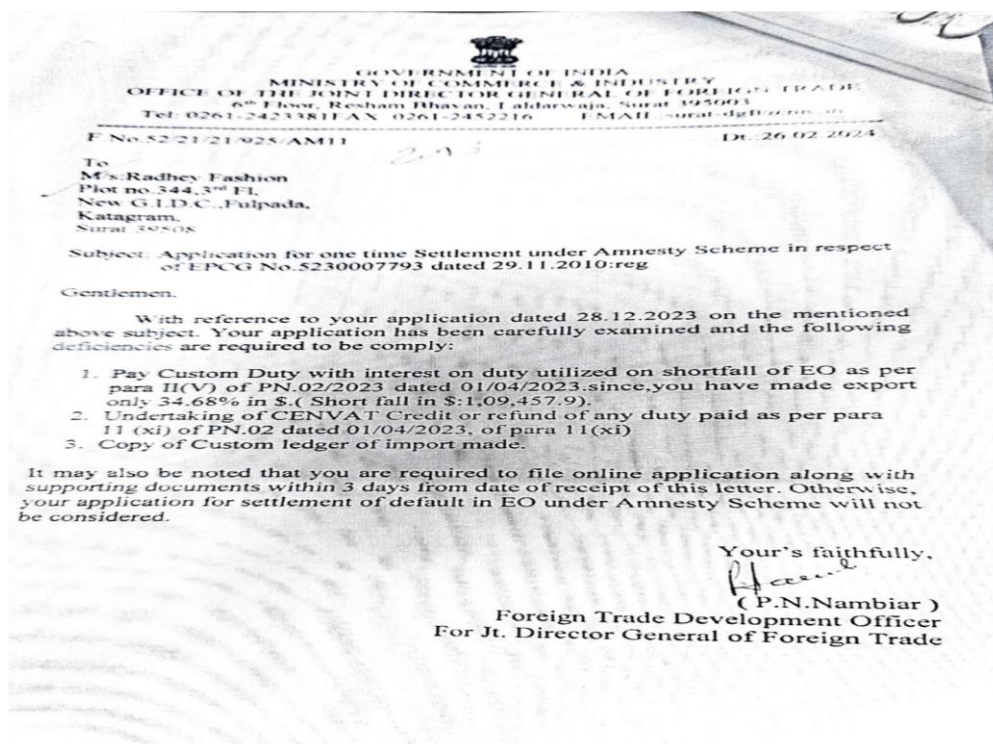 GOVERNMENT OF INDIA
MINISTRY OF COMMERCE & INDUSTRY
OFFICE OF THE JOINT DIRECTOR GENERAL OF FOREIGN TRADE
6th Floor, Resham Bhavan, Laldarwaja, Surat 395003
Tel: 0261-2423381FAX 0261-2452216 EMAIL
F.No.52/21/21/925/AM11 Dt.:26.02.2024
To
M/s:Radhey Fashion
Plot no.344,3rd Fl,
New G.I.D.C.,Fulpada,
Katagram,
Surat 39508
Subject: Application for one time Settlement under Amnesty Scheme in respect
of EPCG No.5230007793 dated 29.11.2010:reg
Gentlemen.
With reference to your application dated 28.12.2023 on the mentioned
above subject. Your application has been carefully examined and the following
deficiencies are required to be comply:
1. Pay Custom Duty with interest on duty utilized on shortfall of EO as per
para II(V) of PN.02/2023 dated 01/04/2023.since,you have made export
only 34.68% in $.( Short fall in $:1,09,457.9).
2. Undertaking of CENVAT Credit or refund of any duty paid as per para
11 (xi) of PN.02 dated 01/04/2023, of para 11(xi)
3. Copy of Custom ledger of import made.
It may also be noted that you are required to file online application along with
supporting documents within 3 days from date of receipt of this letter. Otherwise,
your application for settlement of default in EO under Amnesty Scheme will not
be considered.
Your's faithfully,
( P.N.Nambiar )
Foreign Trade Development Officer
For Jt. Director General of Foreign Trade